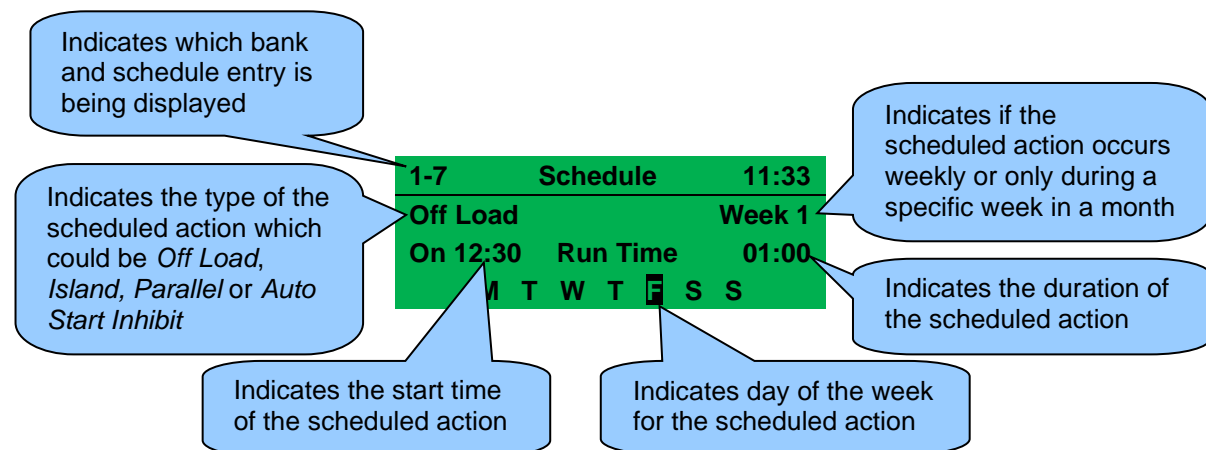 Indicates which bank
and schedule entry is
being displayed
Indicates if the
scheduled action occurs
weekly or only during a
specific week in a month
Indicates the type of the
scheduled action which
could be Off Load,
Island, Parallel or Auto
Start Inhibit
1-7 Schedule 11:33
Off Load Week 1
On 12:30 Run Time 01:00
M T W T F S S
Indicates the duration of
the scheduled action
Indicates the start time
of the scheduled action
Indicates day of the week
for the scheduled action